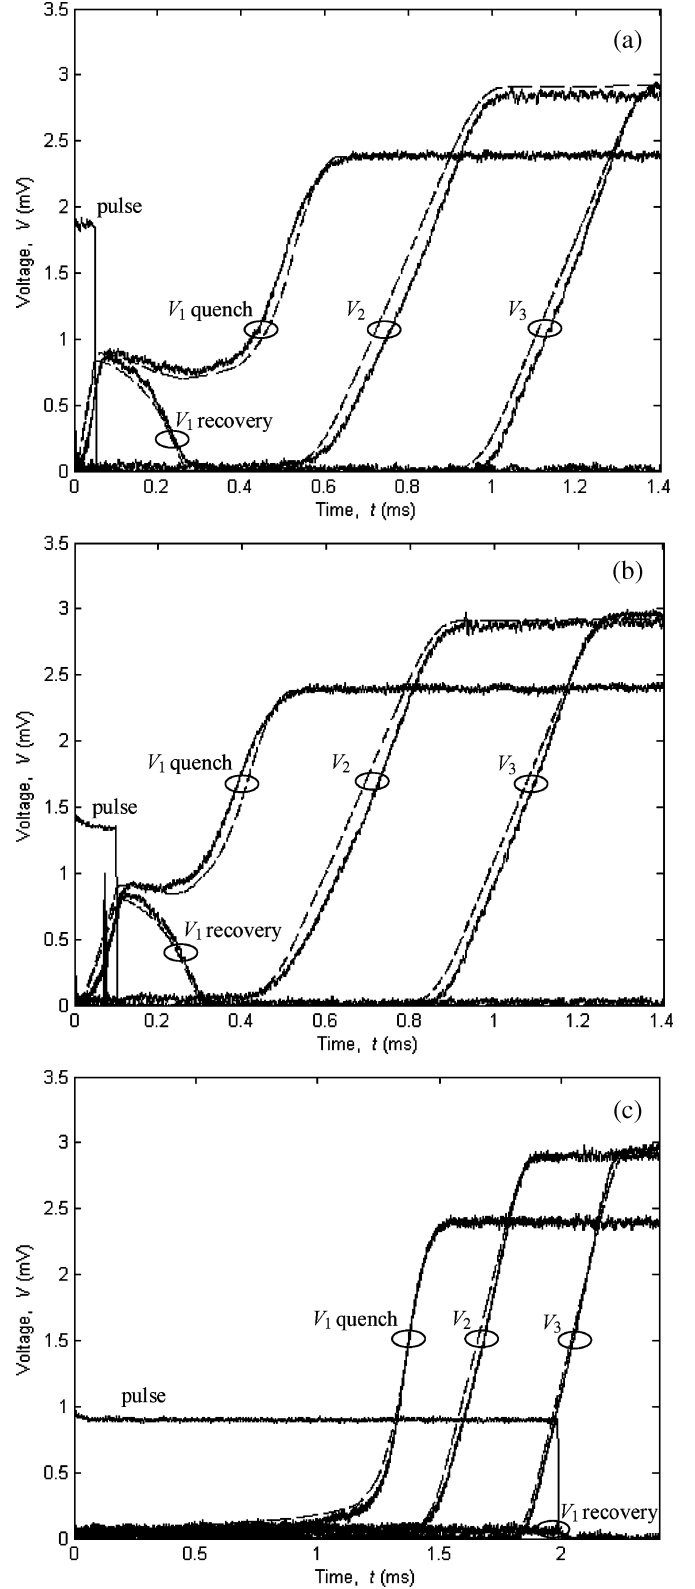 3.5
(a)
3
2.5
2
pulse
Voltage, V (mV)
1.5
V1 quench
V2
V3
1
0.5
V1 recovery
0
0 0.2 0.4 0.6 0.8 1 1.2 1.4
Time, t (ms)
3.5
(b)
3
2.5
2
V1 quench
V2
V3
Voltage, V (mV)
1.5
pulse
1
0.5
V1 recovery
0
0 0.2 0.4 0.6 0.8 1 1.2 1.4
Time, t (ms)
3.5
(c)
3
2.5
2
Voltage, V (mV)
1.5
V1 quench
V2
V3
pulse
1
0.5
V1 recovery
0
0 0.5 1 1.5 2
Time, t (ms)